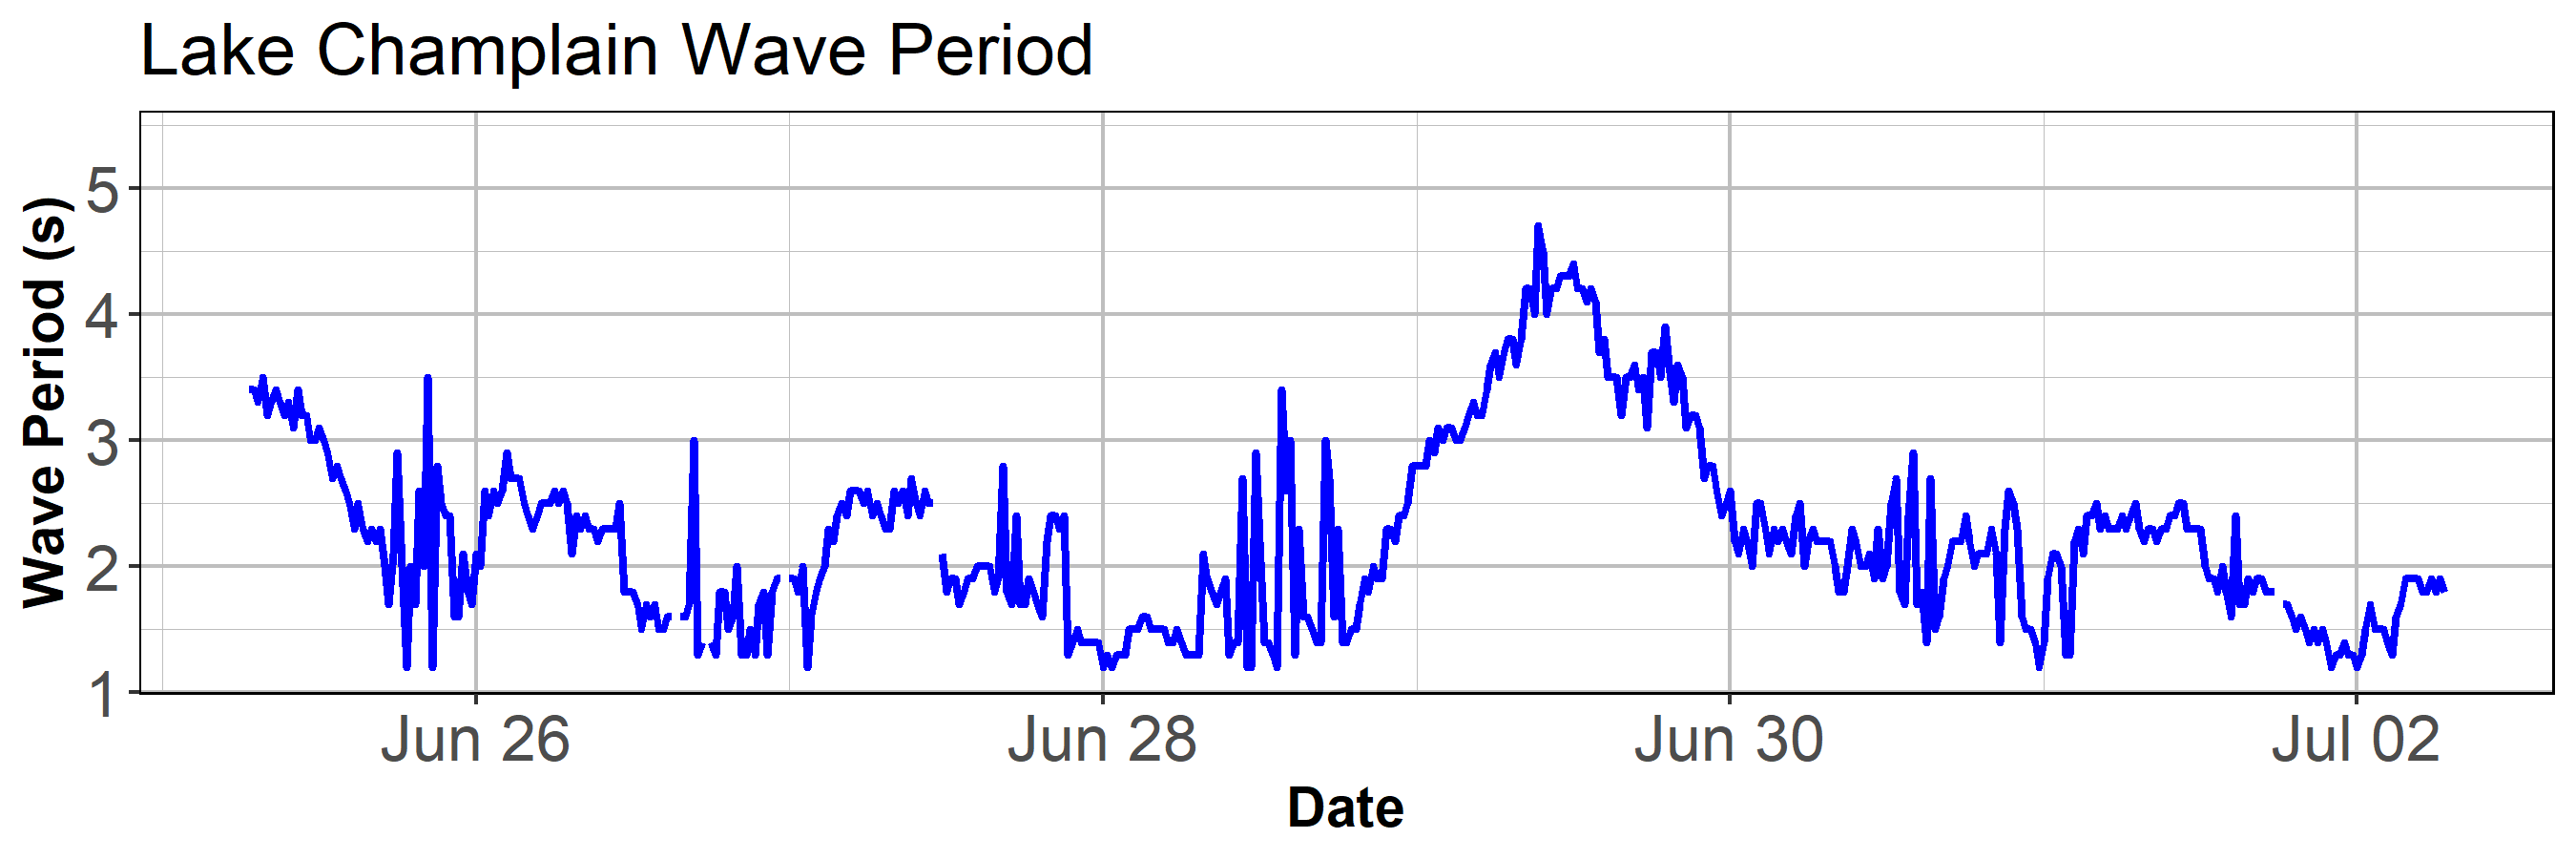 Lake Champlain Wave Period
Wave Period (s)
5
4
3
2
1
Jun 26
Jun 28
Jun 30
Jul 02
Date